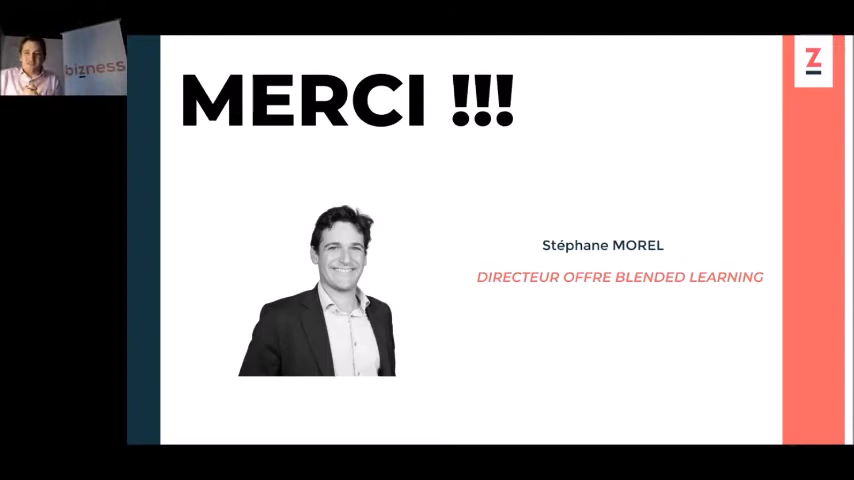 bizness
MERCI !!!
Z
Stéphane MOREL
DIRECTEUR OFFRE BLENDED LEARNING